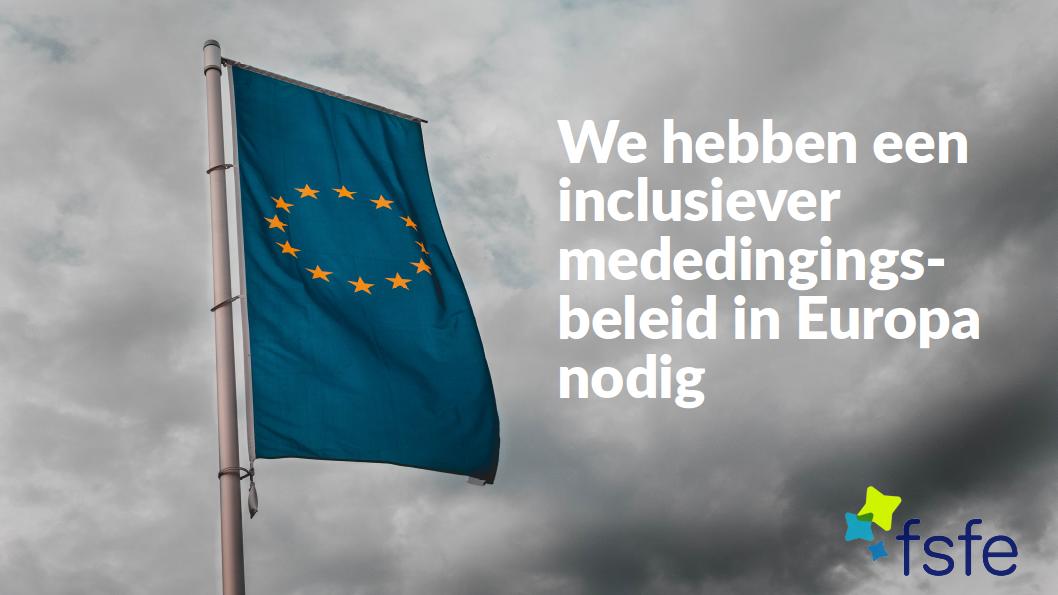 We hebben een
inclusiever
mededingings-
beleid in Europa
nodig
fsfe